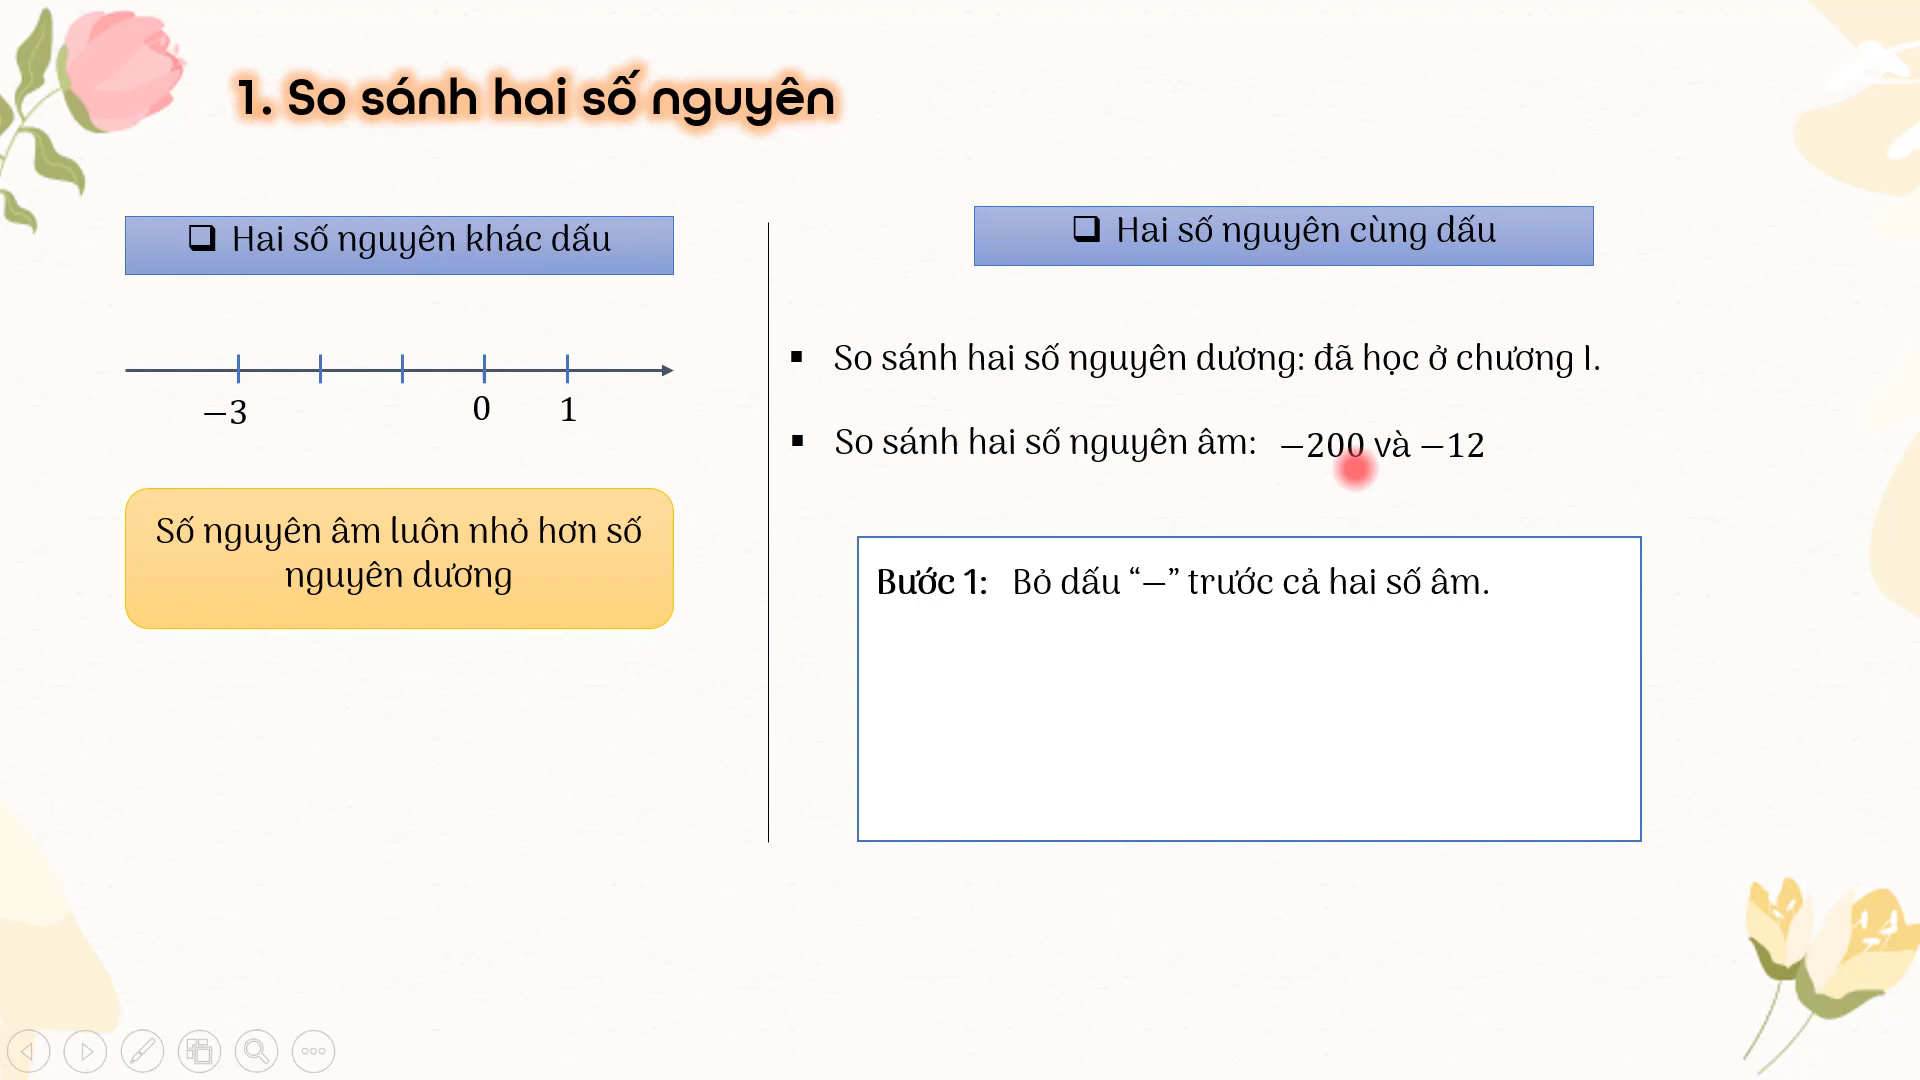 1. So sánh hai số nguyên
❑ Hai số nguyên khác dấu
−3 0 1
Số nguyên âm luôn nhỏ hơn số
nguyên dương
❑ Hai số nguyên cùng dấu
▪ So sánh hai số nguyên dương: đã học ở chương I.
▪ So sánh hai số nguyên âm: −200 và −12
Bước 1: Bỏ dấu “−” trước cả hai số âm.